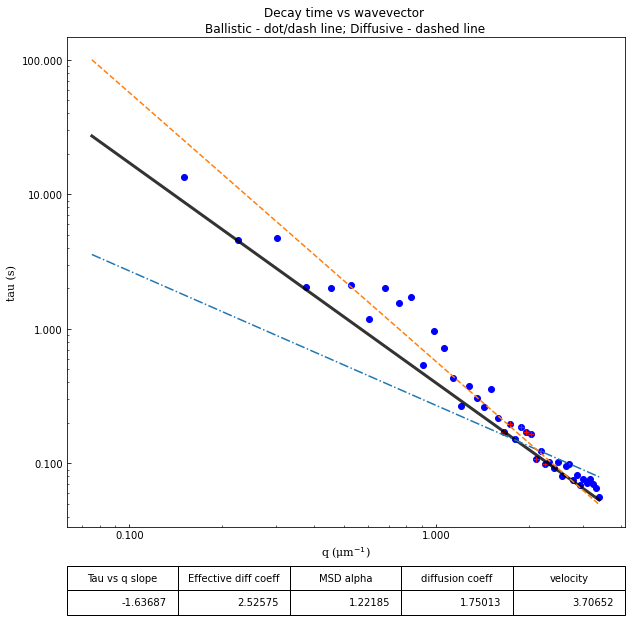 Decay time vs wavevector
Ballistic - dot/dash line; Diffusive - dashed line
100.000
10.000
1.000
0.100
tau (s)
0.100 1.000
q (μm⁻¹)
Tau vs q slope Effective diff coeff MSD alpha diffusion coeff velocity
-1.63687 2.52575 1.22185 1.75013 3.70652